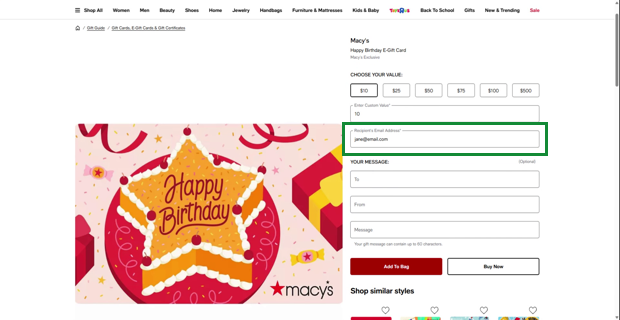 Shop All Women Men Beauty Shoes Home Jewelry Handbags Furniture & Mattresses Kids & Baby Toys"R"Us Back To School Gifts New & Trending Sale
/ Gift Guide / Gift Cards, E-Gift Cards & Gift Certificates
Macy's
Happy Birthday E-Gift Card
Macy's Exclusive
CHOOSE YOUR VALUE:
$10 $25 $50 $75 $100 $500
Enter Custom Value*
10
Recipient's Email Address*
jane@email.com
YOUR MESSAGE: (Optional)
To
From
Message
Your gift message can contain up to 60 characters.
Add To Bag Buy Now
Shop similar styles
Happy
Birthday
macy's